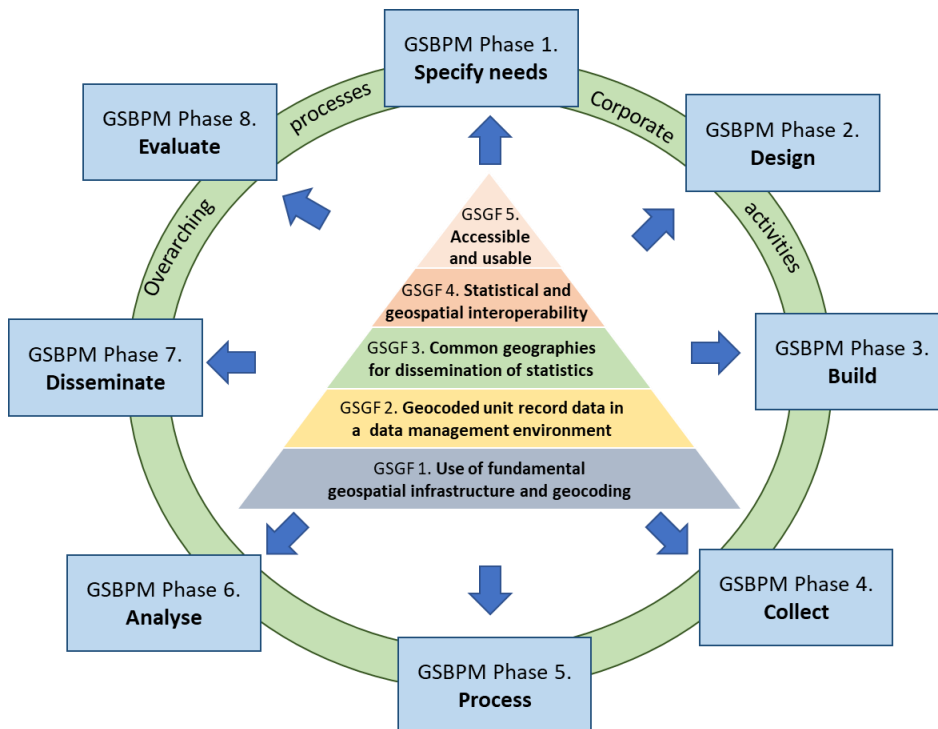 GSBPM Phase 1.
Specify needs
GSBPM Phase 8.
Evaluate
processes
Corporate
GSBPM Phase 2.
Design
Overarching
activities
GSGF 5.
Accessible
and usable
GSGF 4. Statistical and
geospatial interoperability
GSBPM Phase 7.
Disseminate
GSGF 3. Common geographies
for dissemination of statistics
GSBPM Phase 3.
Build
GSGF 2. Geocoded unit record data in
a data management environment
GSGF 1. Use of fundamental
geospatial infrastructure and geocoding
GSBPM Phase 6.
Analyse
GSBPM Phase 4.
Collect
GSBPM Phase 5.
Process